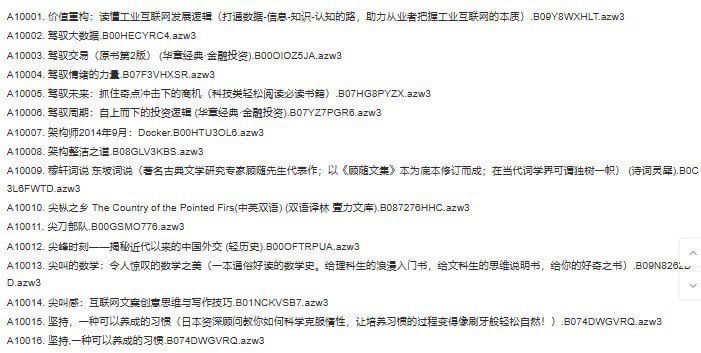 A10001. 价值重构：读懂工业互联网发展逻辑（打通数据-信息-知识-认知的路，助力从业者把握工业互联网的本质）.B09Y8WXHLT.azw3
A10002. 驾驭大数据.B00HECYRC4.azw3
A10003. 驾驭交易（原书第2版） (华章经典·金融投资).B00OIOZ5JA.azw3
A10004. 驾驭情绪的力量.B07F3VHXSR.azw3
A10005. 驾驭未来：抓住奇点冲击下的商机（科技类轻松阅读必读书籍）.B07HG8PYZX.azw3
A10006. 驾驭周期：自上而下的投资逻辑 (华章经典·金融投资).B07YZ7PGR6.azw3
A10007. 架构师2014年9月：Docker.B00HTU3OL6.azw3
A10008. 架构整洁之道.B08GLV3KBS.azw3
A10009. 稼轩词说 东坡词说（著名古典文学研究专家顾随先生代表作；以《顾随文集》本为底本修订而成；在当代词学界可谓独树一帜） (诗词灵犀).B0C
3L6FWTD.azw3
A10010. 尖枞之乡 The Country of the Pointed Firs(中英双语) (双语译林 壹力文库).B087276HHC.azw3
A10011. 尖刀部队.B00GSMO776.azw3
A10012. 尖峰时刻——揭秘近代以来的中国外交 (轻历史).B00OFTRPUA.azw3
A10013. 尖叫的数学：令人惊叹的数学之美（一本通俗好读的数学史。给理科生的浪漫入门书，给文科生的思维说明书，给你的好奇之书）.B09N8262D
D.azw3
A10014. 尖叫感：互联网文案创意思维与写作技巧.B01NCKVSB7.azw3
A10015. 坚持，一种可以养成的习惯（日本资深顾问教你如何科学克服惰性，让培养习惯的过程变得像刷牙般轻松自然！）.B074DWGVRQ.azw3
A10016. 坚持,一种可以养成的习惯.B074DWGVRQ.azw3